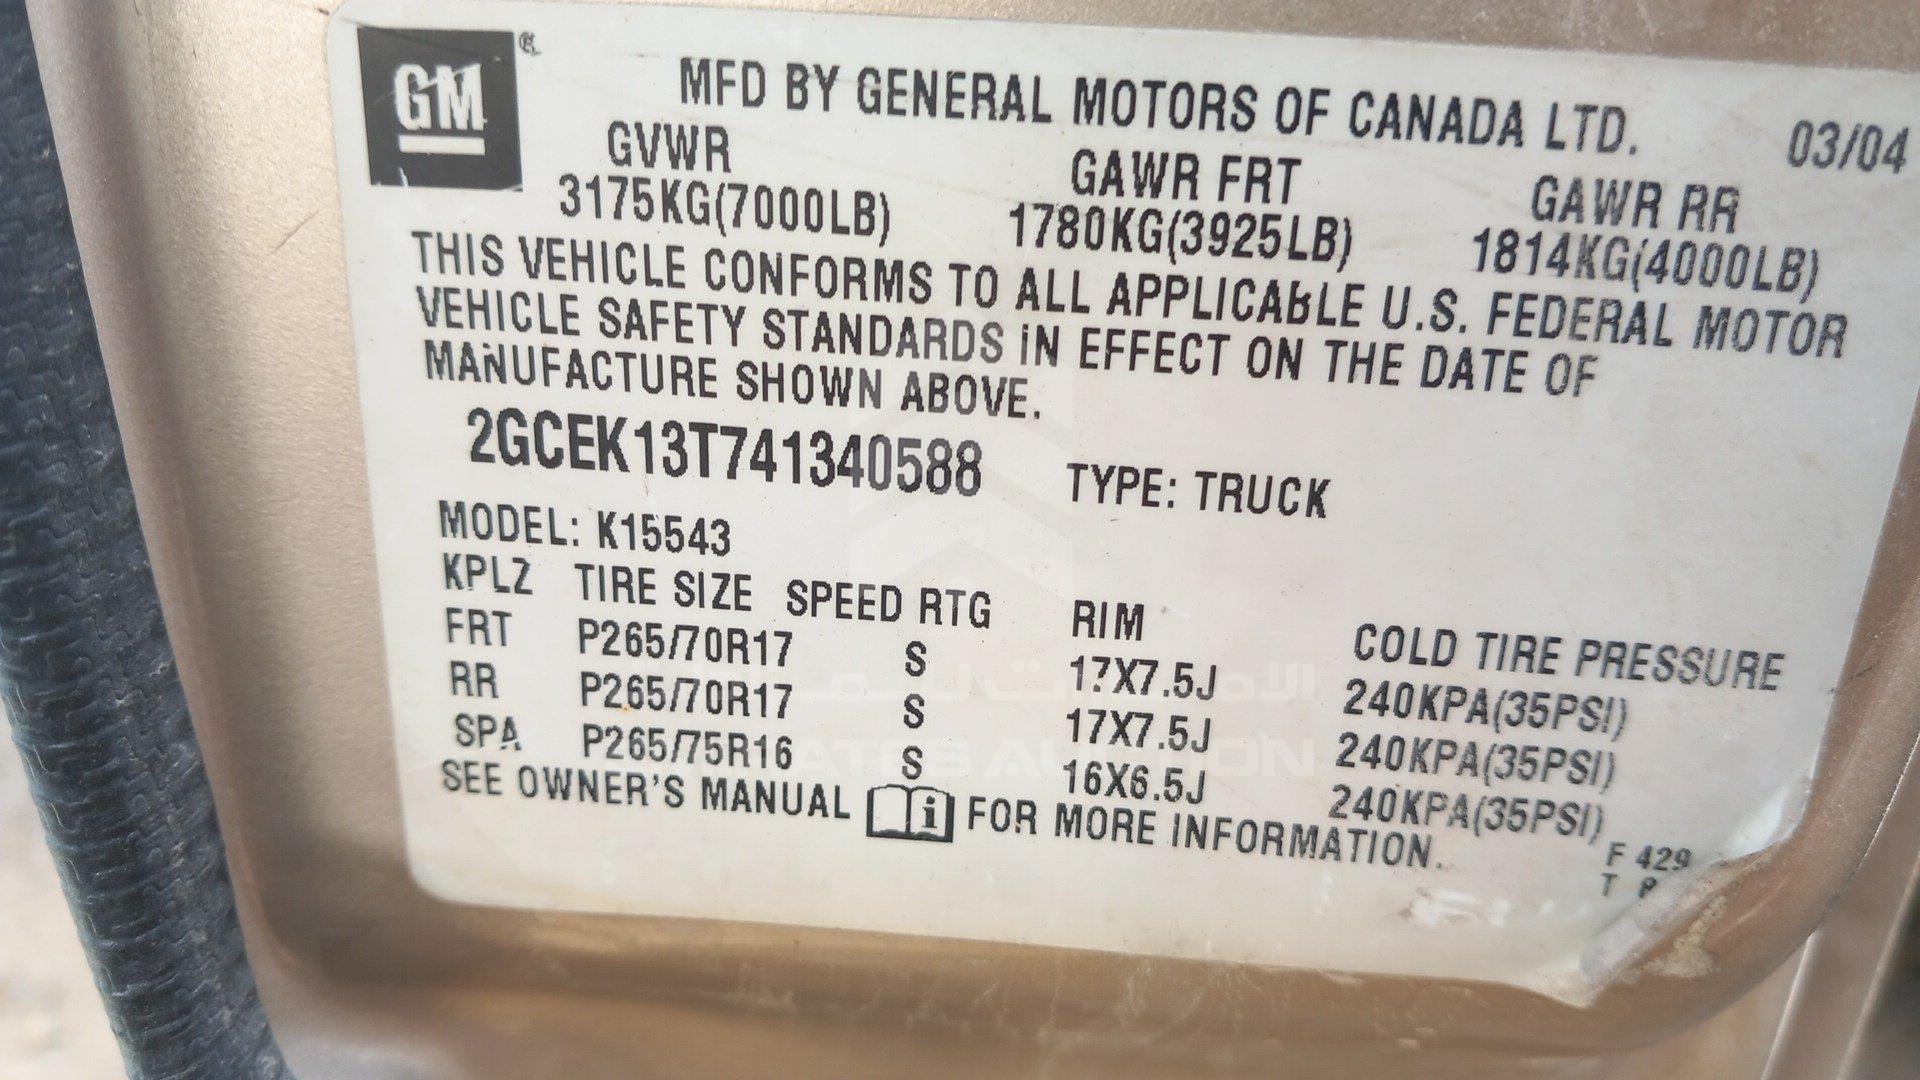 GM
MFD BY GENERAL MOTORS OF CANADA LTD. 03/04
GVWR GAWR FRT GAWR RR
3175KG(7000LB) 1780KG(3925LB) 1814KG(4000LB)
THIS VEHICLE CONFORMS TO ALL APPLICABLE U.S. FEDERAL MOTOR
VEHICLE SAFETY STANDARDS IN EFFECT ON THE DATE OF
MANUFACTURE SHOWN ABOVE.
2GCEK13T741340588 TYPE: TRUCK
MODEL: K15543
KPLZ TIRE SIZE SPEED RTG RIM COLD TIRE PRESSURE
FRT P265/70R17 S 17X7.5J 240KPA(35PSI)
RR P265/70R17 S 17X7.5J 240KPA(35PSI)
SPA P265/75R16 S 16X6.5J 240KPA(35PSI)
SEE OWNER'S MANUAL i FOR MORE INFORMATION.
F 429
T